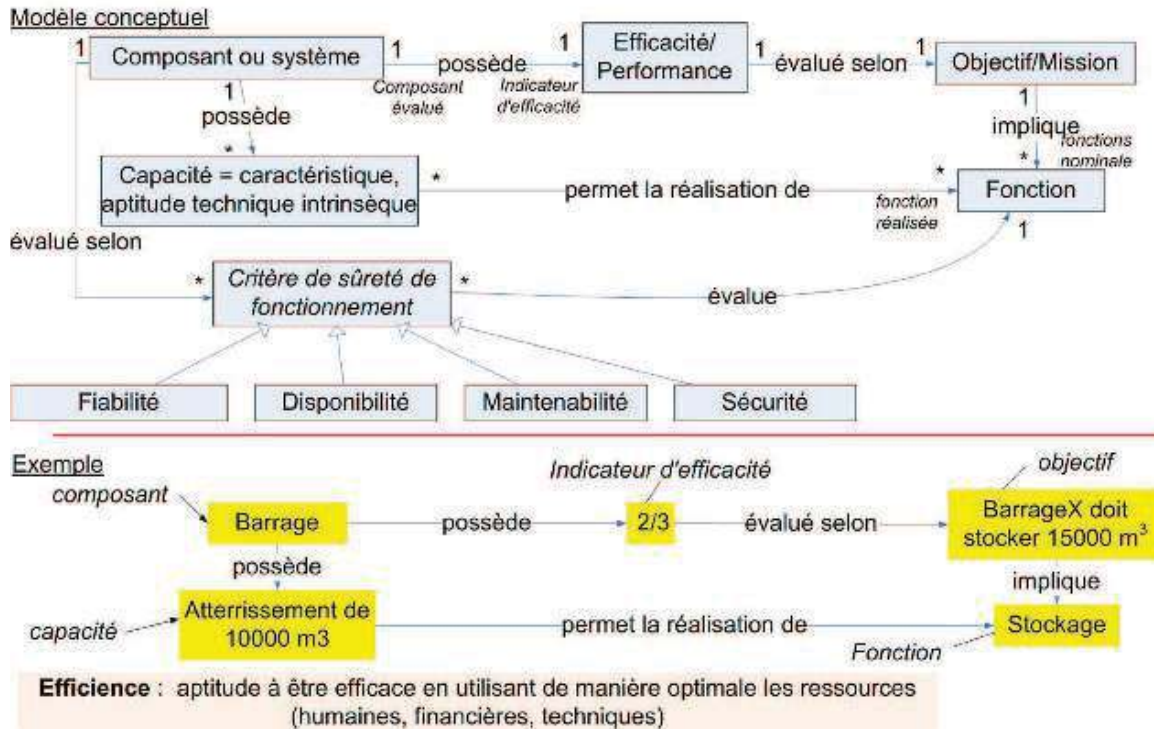 Modèle conceptuel
1
Composant ou système
1
possède
1
Efficacité/
Performance
1
évalué selon
1
Objectif/Mission
Composant
évalué
Indicateur
d'efficacité
1
possède
*
1
implique
fonctions
nominale
*
Capacité = caractéristique,
aptitude technique intrinsèque
*
permet la réalisation de
*
fonction
réalisée
Fonction
1
évalué selon
*
Critère de sûreté de
fonctionnement
*
évalue
Fiabilité
Disponibilité
Maintenabilité
Sécurité
Exemple
composant
Indicateur d'efficacité
objectif
Barrage
possède
2/3
évalué selon
BarrageX doit
stocker 15000 m³
possède
implique
capacité
Atterrissement de
10000 m3
permet la réalisation de
Stockage
Fonction
Efficience : aptitude à être efficace en utilisant de manière optimale les ressources
(humaines, financières, techniques)